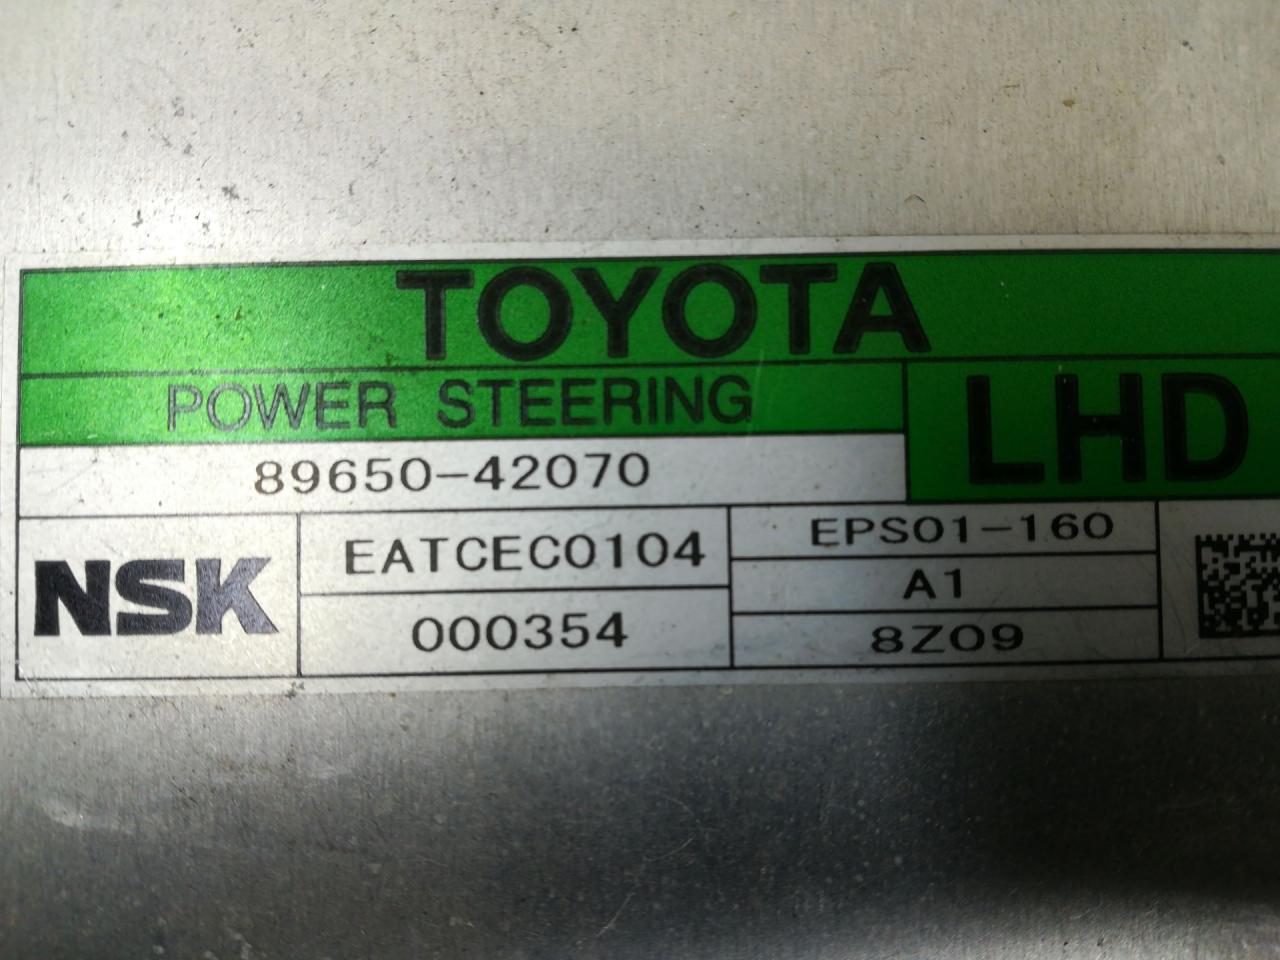 TOYOTA
POWER STEERING
LHD
89650-42070
NSK
EATCEC0104
000354
EPS01-160
A1
8Z09